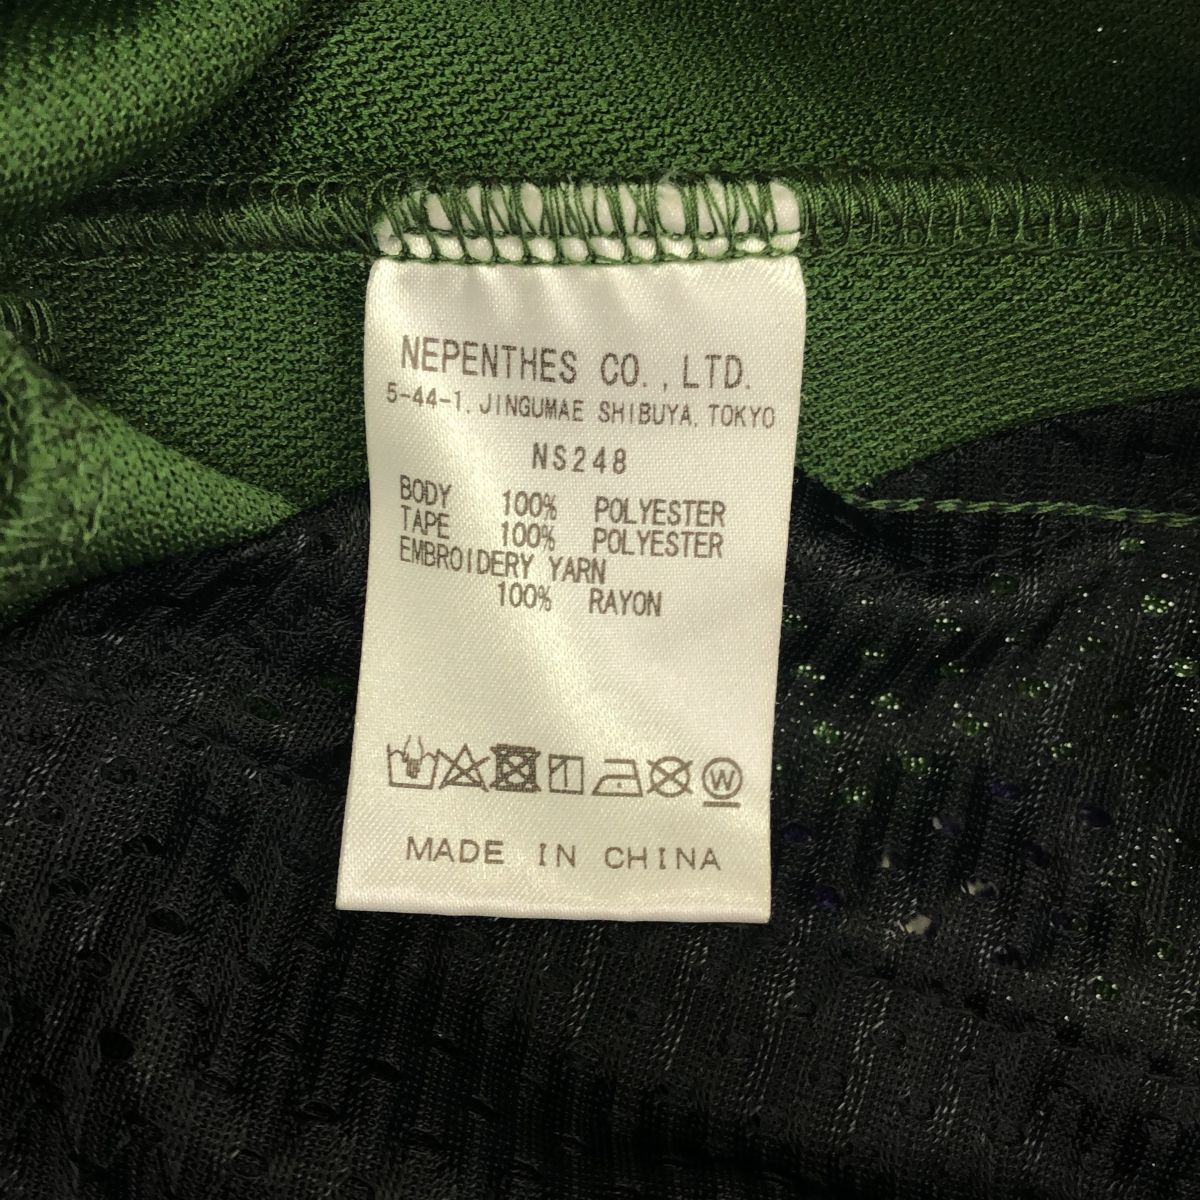 NEPENTHES CO., LTD.
5-44-1. JINGUMAE SHIBUYA. TOKYO
NS248
BODY 100% POLYESTER
TAPE 100% POLYESTER
EMBROIDERY YARN
100% RAYON
W
MADE IN CHINA